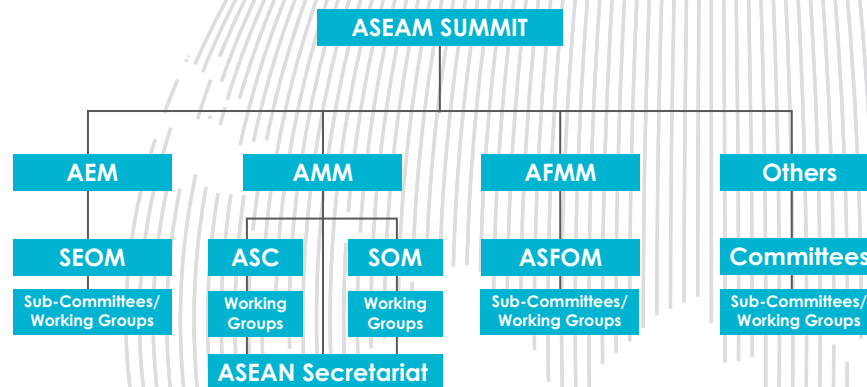 ASEAM SUMMIT
AEM
AMM
AFMM
Others
SEOM
ASC
SOM
ASFOM
Committees
Sub-Committees/
Working Groups
Working
Groups
Working
Groups
Sub-Committees/
Working Groups
Sub-Committees/
Working Groups
ASEAN Secretariat